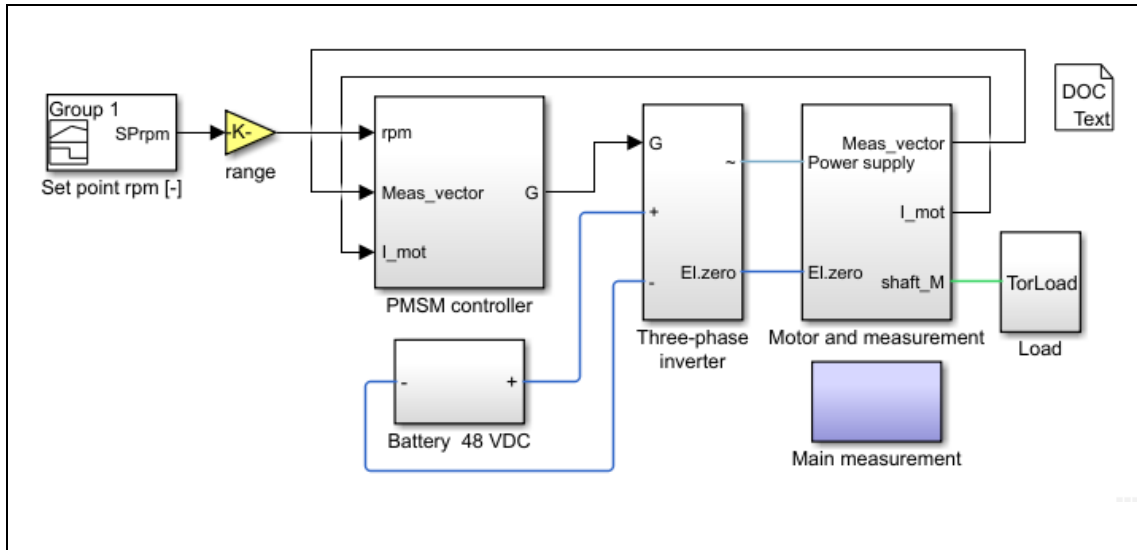 Group 1
SPrpm
Set point rpm [-]
-K-
range
rpm
Meas_vector
I_mot
G
PMSM controller
G
~
+
-
El.zero
Three-phase
inverter
Meas_vector
Power supply
I_mot
El.zero
shaft_M
Motor and measurement
DOC
Text
TorLoad
Load
-
+
Battery  48 VDC
Main measurement